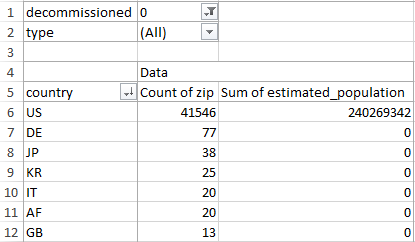 1 decommissioned 0
2 type (All)
3
4 Data
5 country Count of zip Sum of estimated_population
6 US 41546 240269342
7 DE 77 0
8 JP 38 0
9 KR 25 0
10 IT 20 0
11 AF 20 0
12 GB 13 0